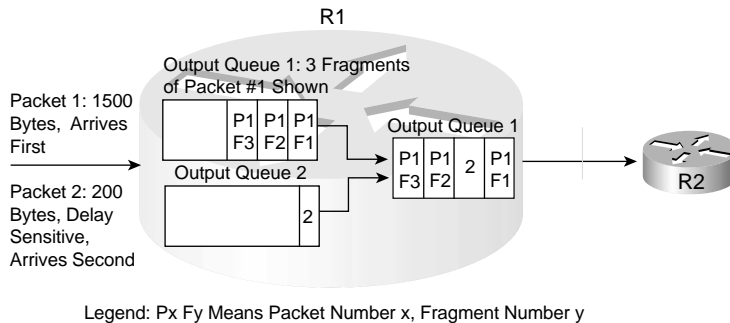 R1
Output Queue 1: 3 Fragments
of Packet #1 Shown
Packet 1: 1500
Bytes, Arrives
First
P1 P1 P1
F3 F2 F1
Output Queue 1
P1 P1 2 P1
F3 F2 F1
Output Queue 2
2
Packet 2: 200
Bytes, Delay
Sensitive,
Arrives Second
R2
Legend: Px Fy Means Packet Number x, Fragment Number y